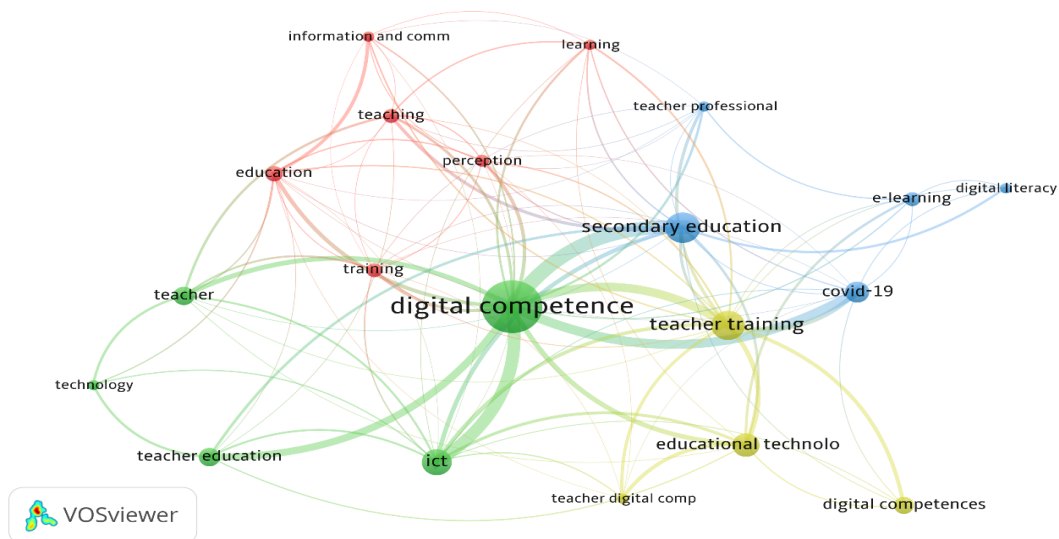 information and comm
learning
teacher professional
teaching
perception
education
digital literacy
e-learning
secondary education
training
teacher
covid-19
digital competence
teacher training
technology
educational technolo
teacher education
ict
teacher digital comp
digital competences
VOSviewer